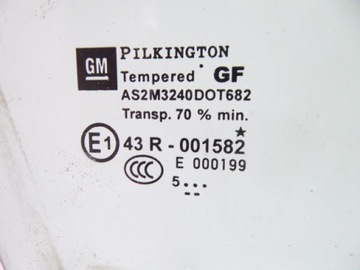 GM PILKINGTON
Tempered GF
AS2M3240DOT682
Transp. 70 % min.
E1 43 R - 001582
CCC E 000199
5...